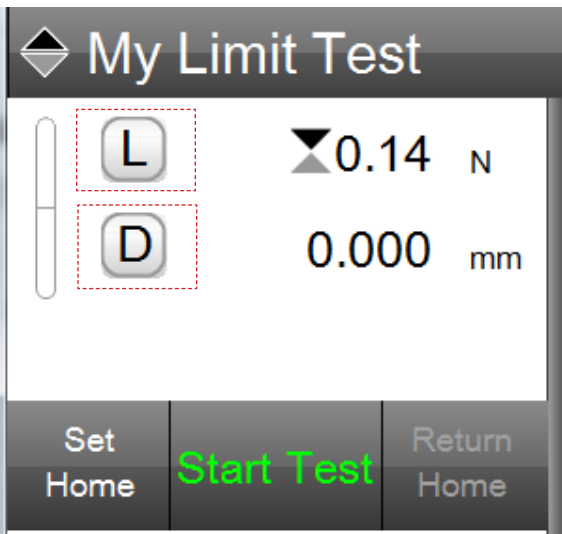 My Limit Test
L 0.14 N
D 0.000 mm
Set Home
Start Test
Return Home